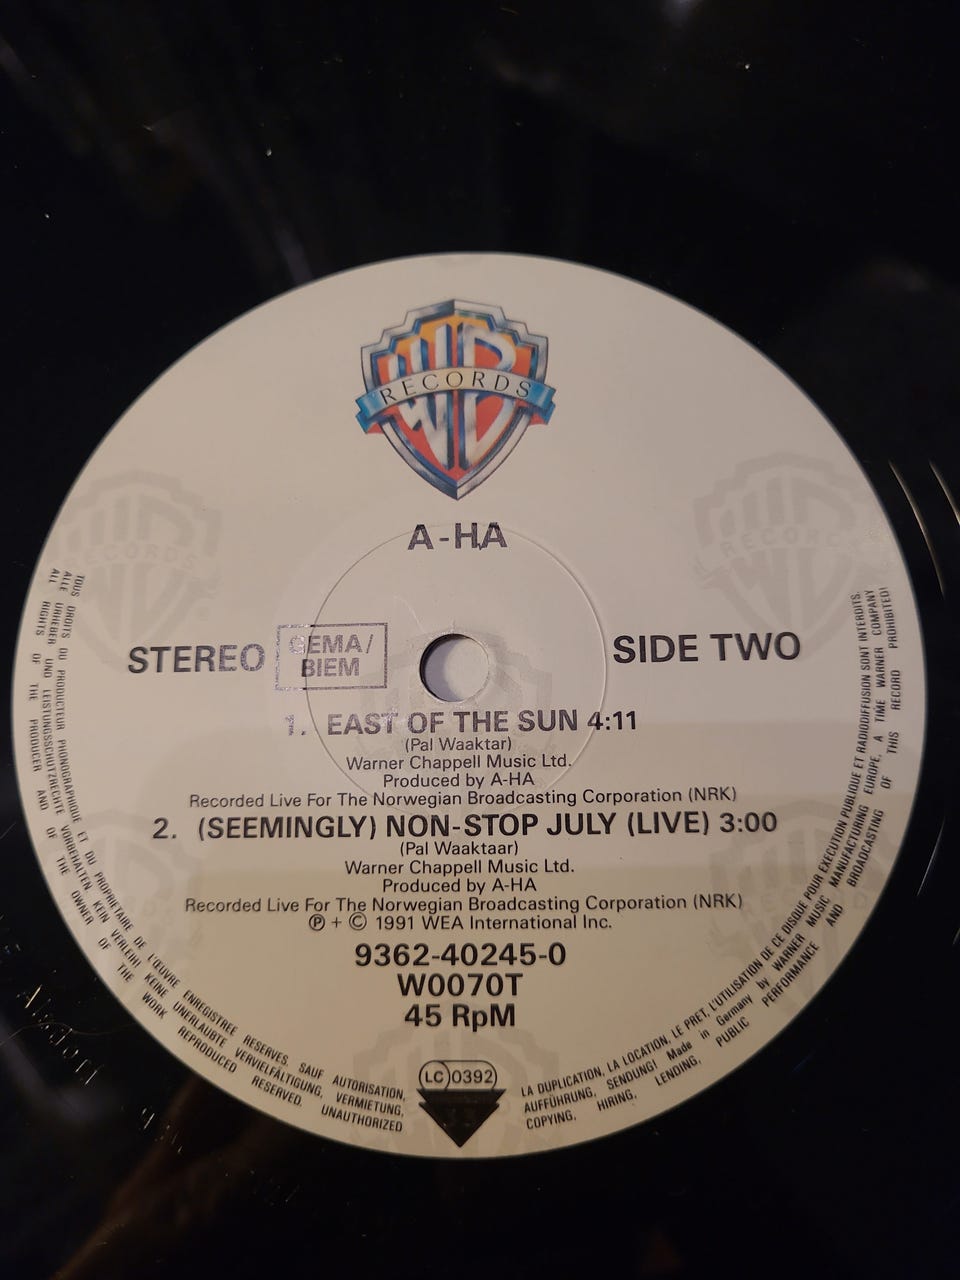 WB
RECORDS
A-HA
STEREO
GEMA/
BIEM
SIDE TWO
1. EAST OF THE SUN 4:11
(Pal Waaktar)
Warner Chappell Music Ltd.
Produced by A-HA
Recorded Live For The Norwegian Broadcasting Corporation (NRK)
2. (SEEMINGLY) NON-STOP JULY (LIVE) 3:00
(Pal Waaktaar)
Warner Chappell Music Ltd.
Produced by A-HA
Recorded Live For The Norwegian Broadcasting Corporation (NRK)
℗ + © 1991 WEA International Inc.
9362-40245-0
W0070T
45 RpM
LC 0392
TOUS DROITS DU PRODUCTEUR PHONOGRAPHIQUE ET DU PROPRIETAIRE DE L'ŒUVRE ENREGISTREE RESERVES. SAUF AUTORISATION, LA DUPLICATION, LA LOCATION, LE PRET, L'UTILISATION DE CE DISQUE POUR EXECUTION PUBLIQUE ET RADIODIFFUSION SONT INTERDITS.
ALLE URHEBER UND LEISTUNGSSCHUTZRECHTE VORBEHALTEN. KEIN VERLEIH! KEINE UNERLAUBTE VERVIELFÄLTIGUNG, VERMIETUNG, AUFFÜHRUNG, SENDUNG! Made in Germany by WARNER MUSIC MANUFACTURING EUROPE, A TIME WARNER COMPANY
ALL RIGHTS OF THE PRODUCER AND OF THE OWNER OF THE WORK REPRODUCED RESERVED. UNAUTHORIZED COPYING, HIRING, LENDING, PUBLIC PERFORMANCE AND BROADCASTING OF THIS RECORD PROHIBITED!